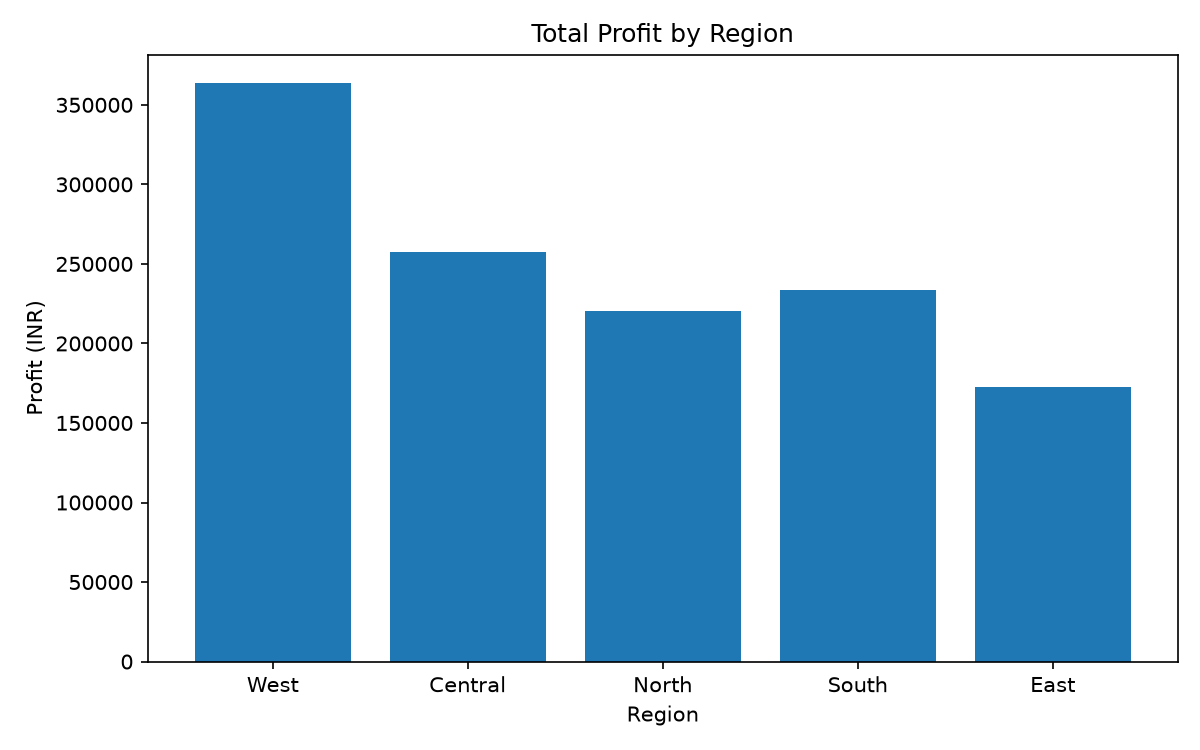 Total Profit by Region
Profit (INR)
350000
300000
250000
200000
150000
100000
50000
0
West
Central
North
South
East
Region